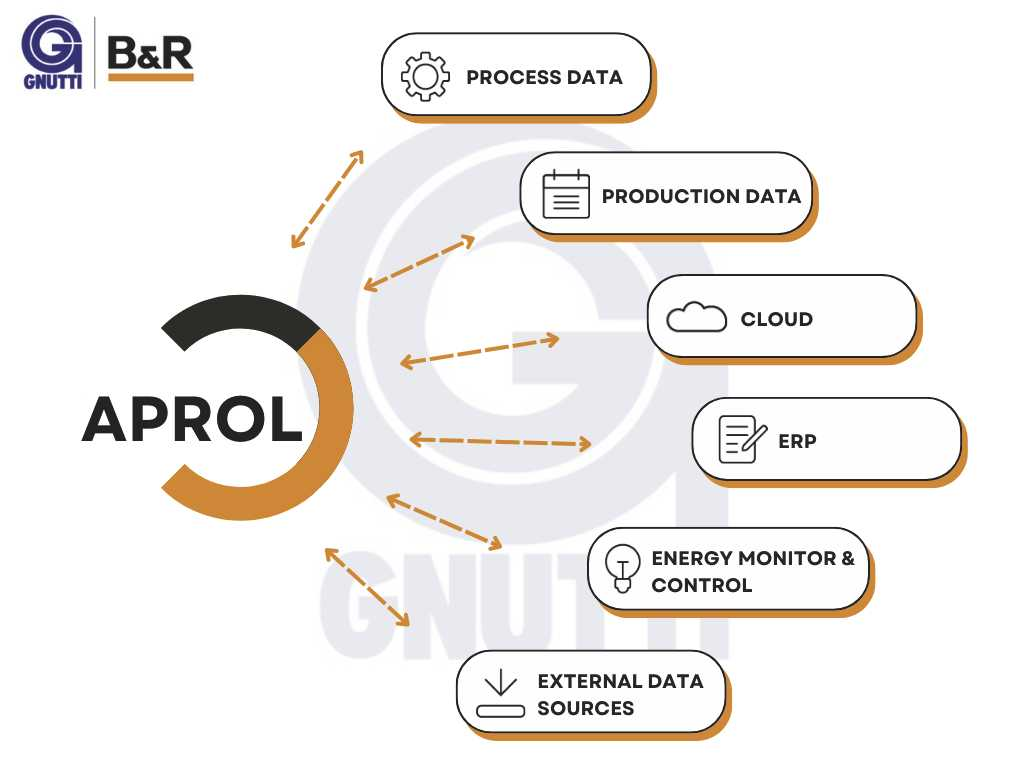 GNUTTI
B&R
PROCESS DATA
PRODUCTION DATA
CLOUD
APROL
ERP
ENERGY MONITOR &
CONTROL
GNUTTI
EXTERNAL DATA
SOURCES